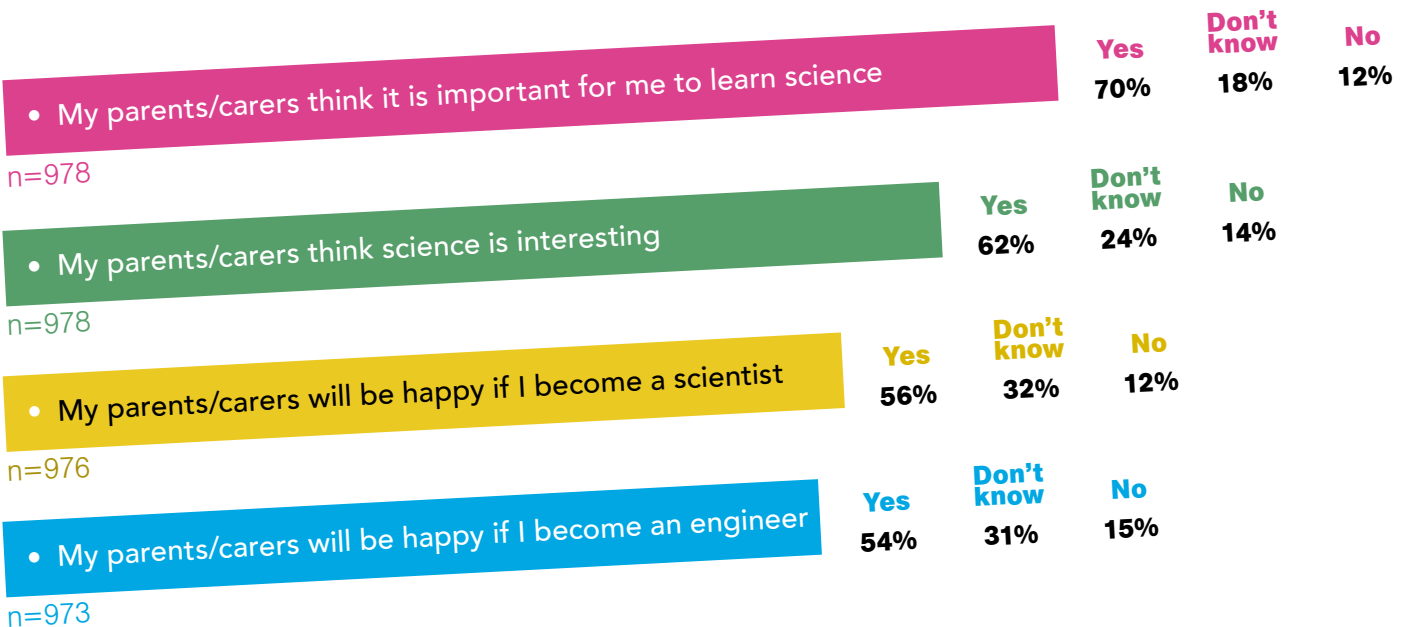 • My parents/carers think it is important for me to learn science
Yes Don’t know No
70% 18% 12%
n=978
• My parents/carers think science is interesting
Yes Don’t know No
62% 24% 14%
n=978
• My parents/carers will be happy if I become a scientist
Yes Don’t know No
56% 32% 12%
n=976
• My parents/carers will be happy if I become an engineer
Yes Don’t know No
54% 31% 15%
n=973